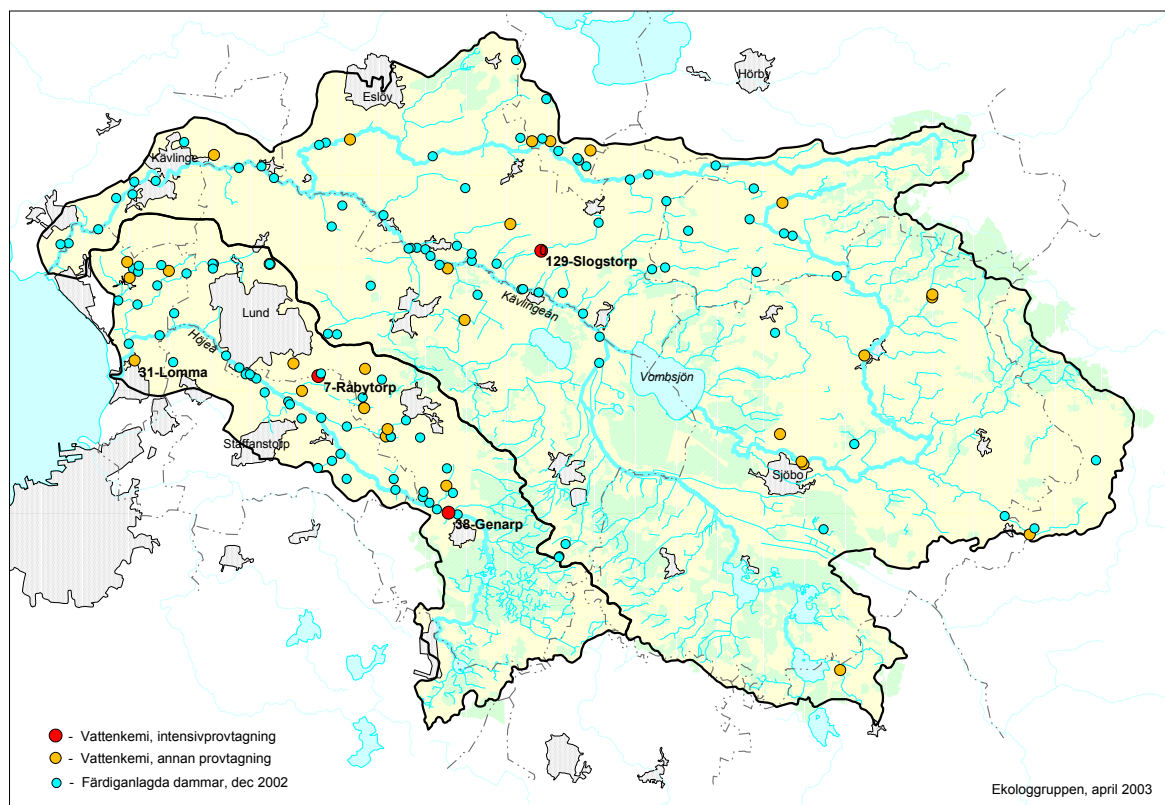 Hörby
Eslöv
Kävlinge
129-Slogstorp
Kävlingeån
Lund
Höjeå
Vombsjön
31-Lomma
7-Råbytorp
Staffanstorp
Sjöbo
38-Genarp
- Vattenkemi, intensivprovtagning
- Vattenkemi, annan provtagning
- Färdiganlagda dammar, dec 2002
Ekologgruppen, april 2003